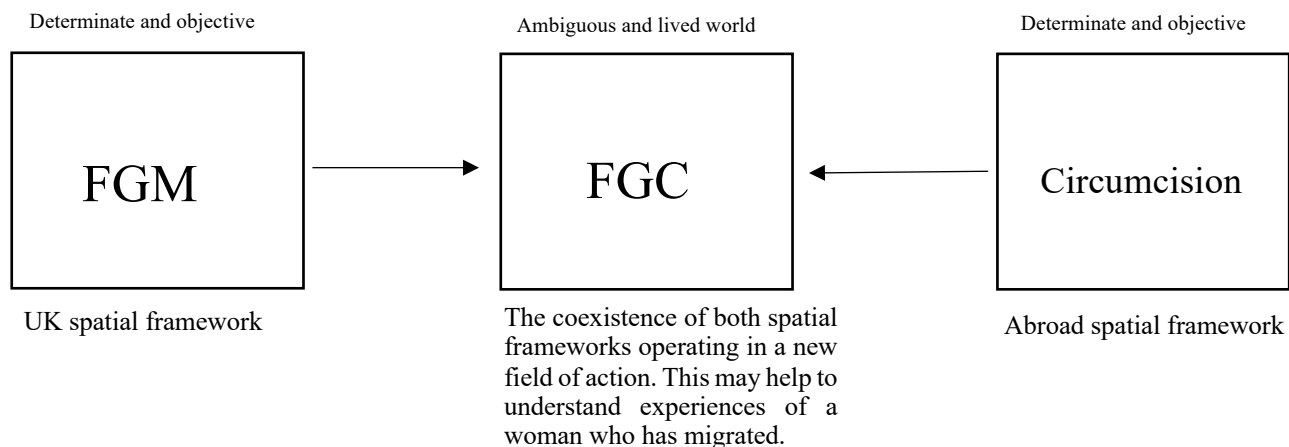 Determine and objective
Ambiguous and lived world
Determinate and objective
FGM
FGC
Circumcision
UK spatial framework
The coexistence of both spatial
frameworks operating in a new
field of action. This may help to
understand experiences of a
woman who has migrated.
Abroad spatial framework